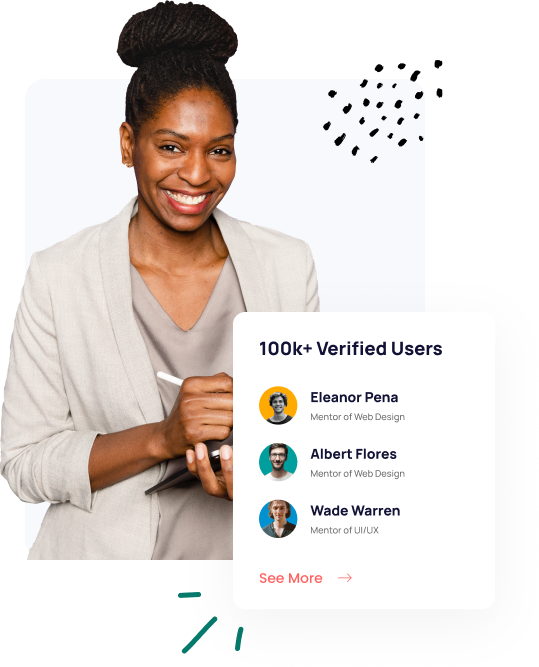 100k+ Verified Users
Eleanor Pena
Mentor of Web Design
Albert Flores
Mentor of Web Design
Wade Warren
Mentor of UI/UX
See More